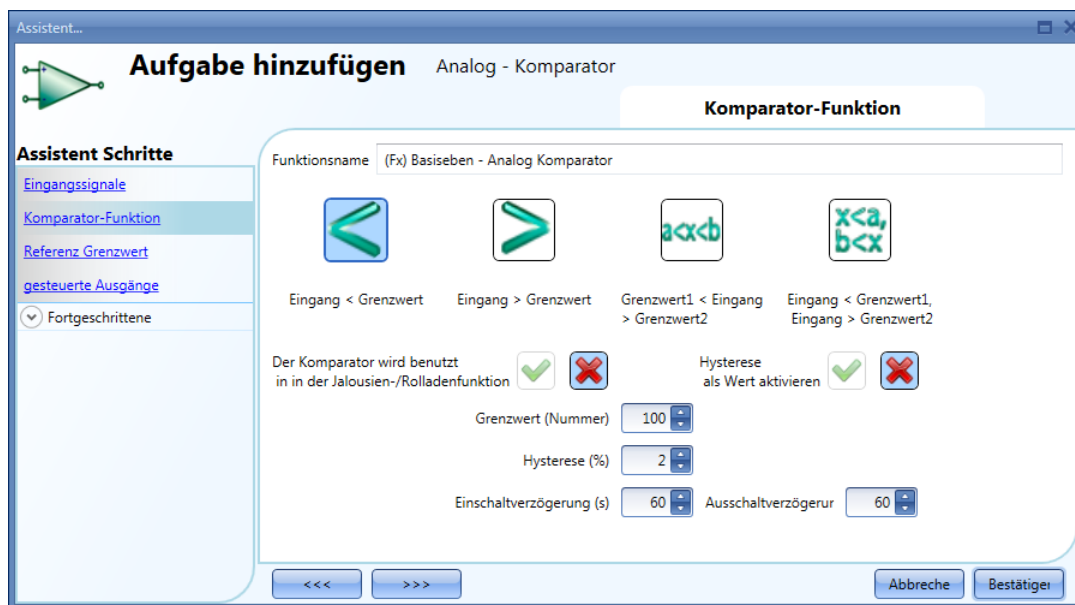 Assistent...
Aufgabe hinzufügen Analog - Komparator
Komparator-Funktion
Assistent Schritte
Eingangssignale
Komparator-Funktion
Referenz Grenzwert
gesteuerte Ausgänge
Fortgeschrittene
Funktionsname (Fx) Basiseben - Analog Komparator
a<x<b
x<a,
b<x
Eingang < Grenzwert
Eingang > Grenzwert
Grenzwert1 < Eingang
> Grenzwert2
Eingang < Grenzwert1,
Eingang > Grenzwert2
Der Komparator wird benutzt
in in der Jalousien-/Rolladenfunktion
Hysterese
als Wert aktivieren
Grenzwert (Nummer) 100
Hysterese (%) 2
Einschaltverzögerung (s) 60 Ausschaltverzögerur 60
<<< >>> Abbreche Bestätiger